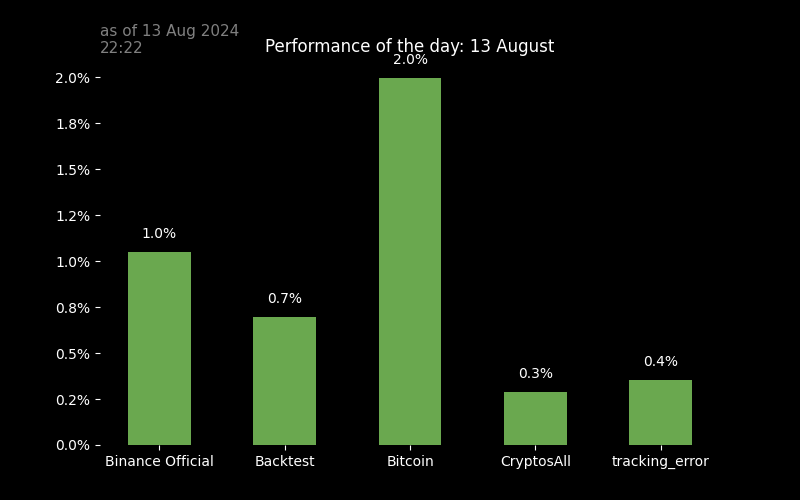 as of 13 Aug 2024
22:22
Performance of the day: 13 August
2.0%
2.0%
1.8%
1.5%
1.2%
1.0%
1.0%
0.8%
0.7%
0.5%
0.4%
0.3%
0.2%
0.0%
Binance Official
Backtest
Bitcoin
CryptosAll
tracking_error